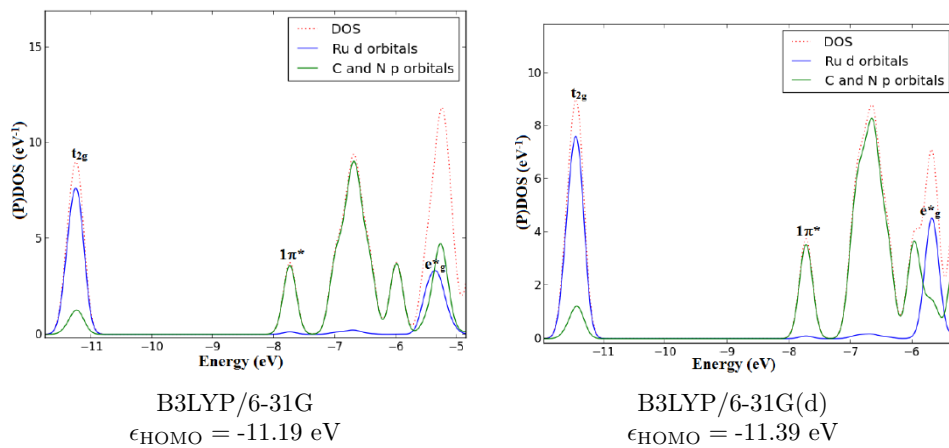 15
10
5
0
(P)DOS (eV⁻¹)
DOS
Ru d orbitals
C and N p orbitals
t₂g
1π*
e*g
−11
−10
−9
−8
−7
−6
−5
Energy (eV)
B3LYP/6-31G
ϵHOMO = -11.19 eV
10
8
6
4
2
0
(P)DOS (eV⁻¹)
DOS
Ru d orbitals
C and N p orbitals
t₂g
1π*
e*g
−11
−10
−9
−8
−7
−6
Energy (eV)
B3LYP/6-31G(d)
ϵHOMO = -11.39 eV